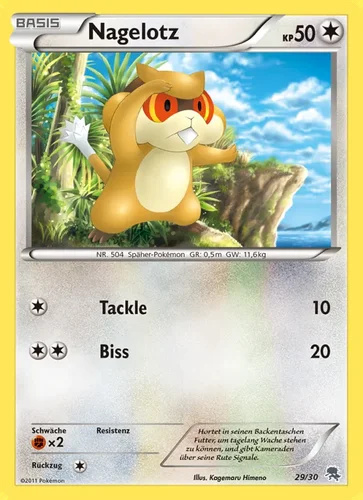 BASIS
Nagelotz
KP50
NR. 504 Späher-Pokémon GR: 0,5m GW: 11,6kg
Tackle 10
Biss 20
Schwäche Resistenz
×2
Rückzug
Hortet in seinen Backentaschen
Futter, um tagelang Wache stehen
zu können, und gibt Kameraden
über seine Rute Signale.
©2011 Pokémon
Illus. Kagemaru Himeno
29/30